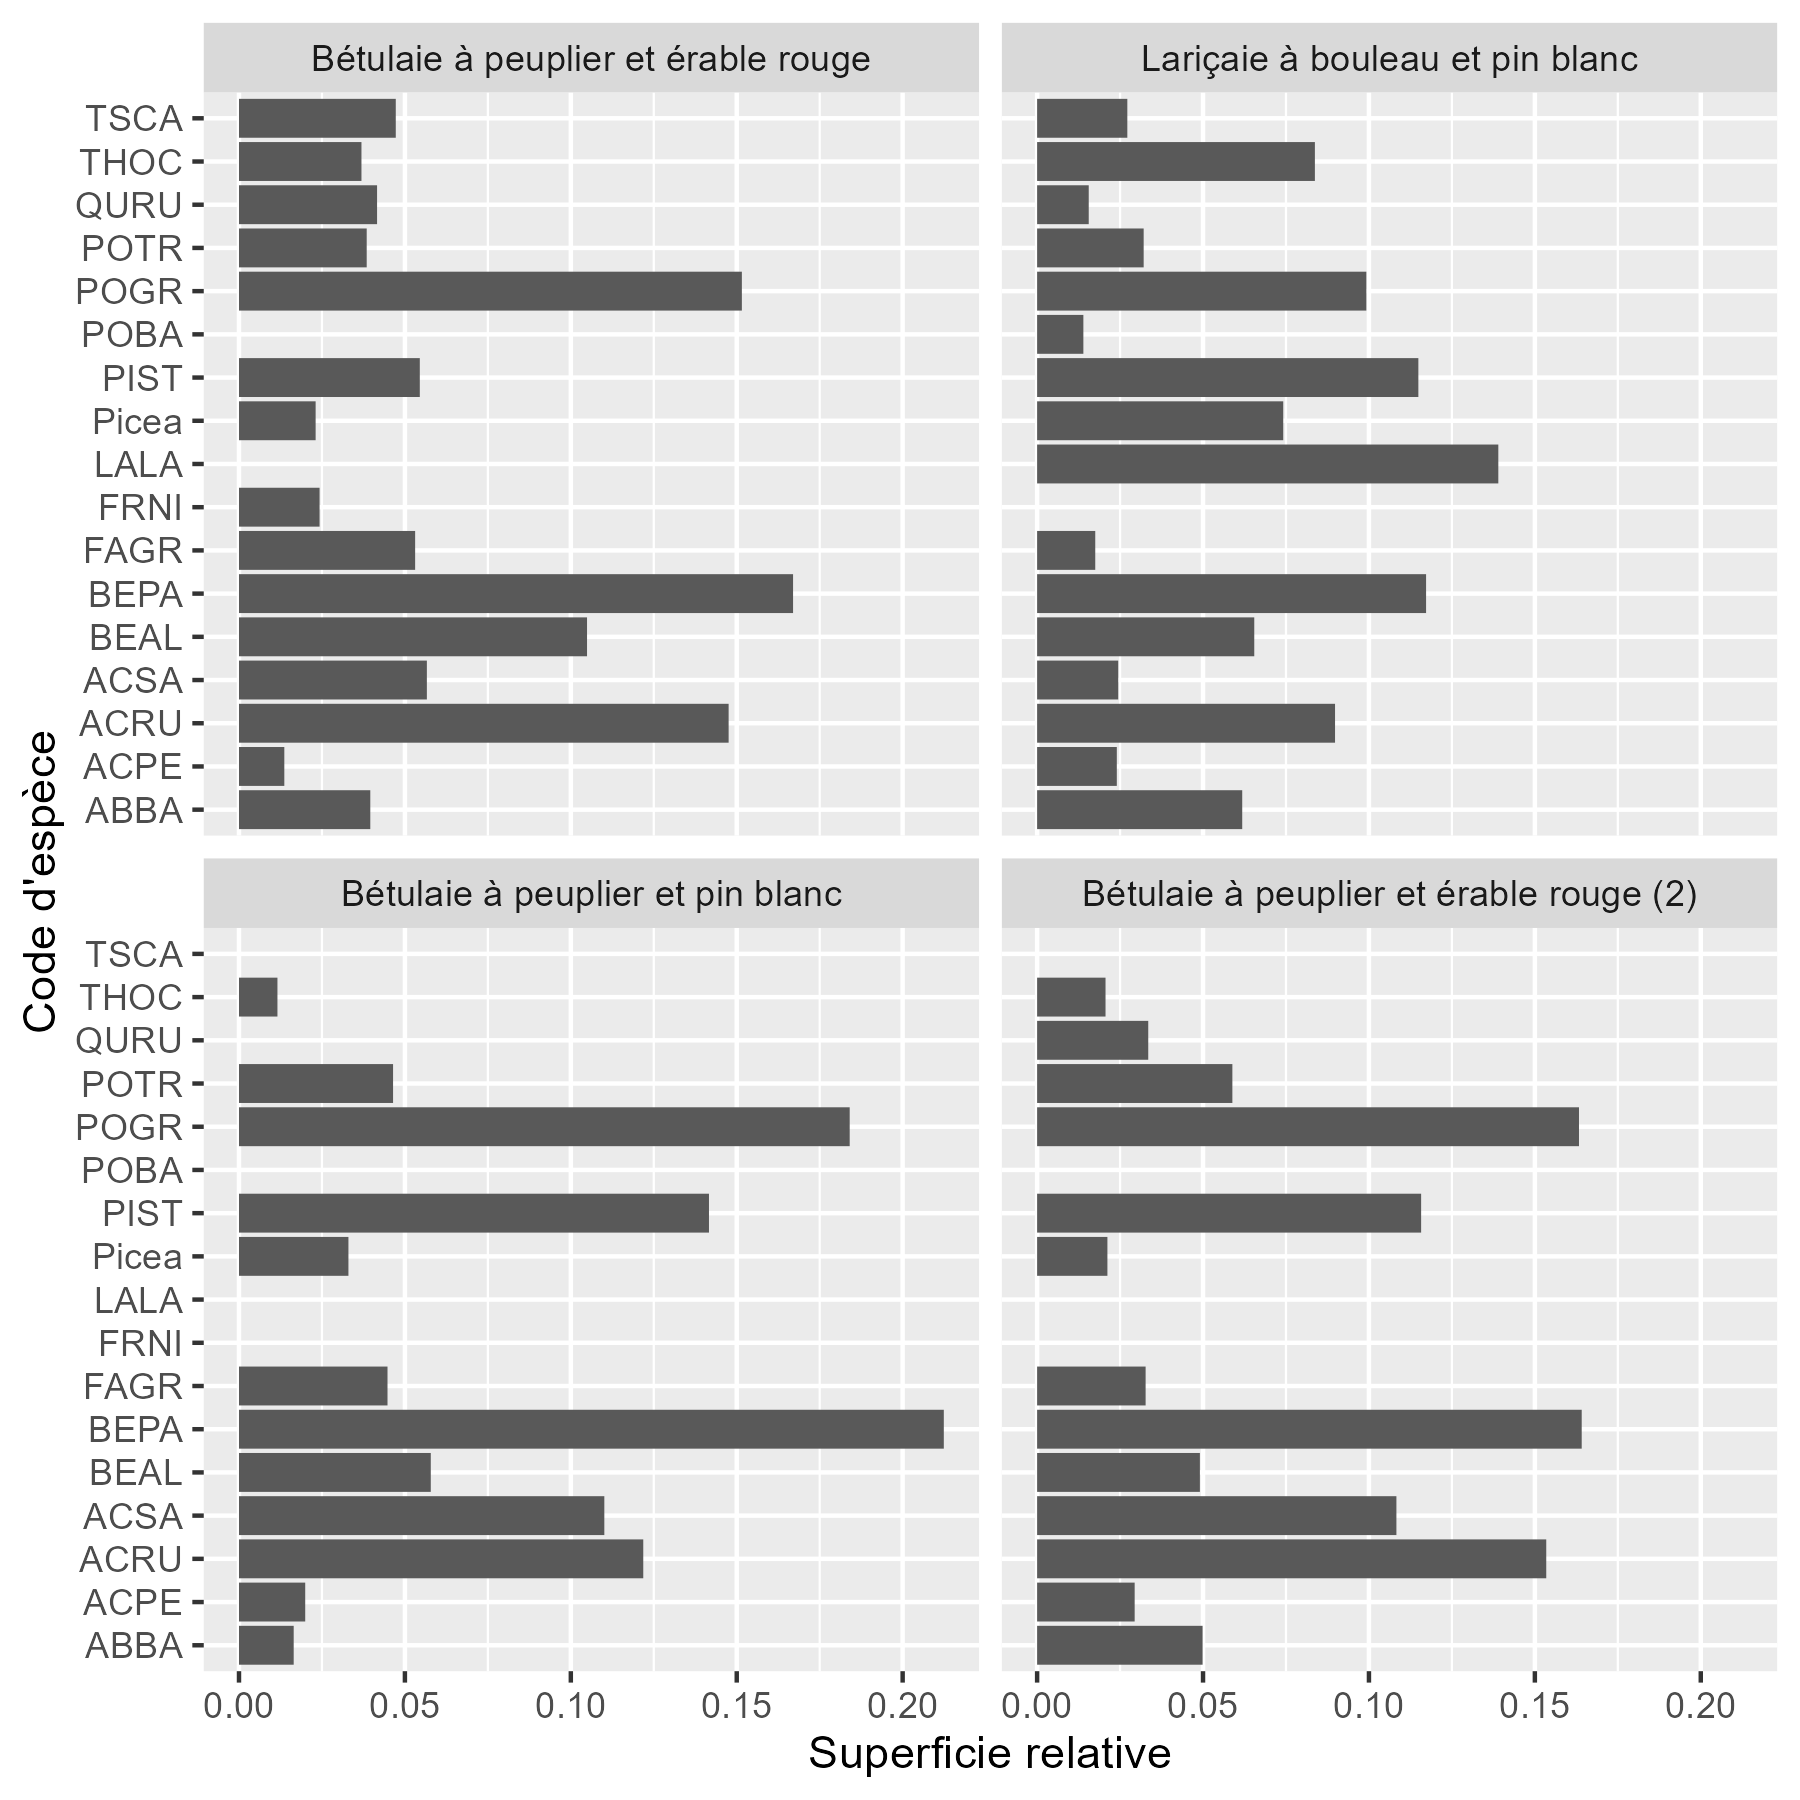 Bétulaie à peuplier et érable rouge
Lariçaie à bouleau et pin blanc
TSCA
THOC
QURU
POTR
POGR
POBA
PIST
Picea
LALA
FRNI
FAGR
BEPA
BEAL
ACSA
ACRU
ACPE
ABBA
Code d'espèce
Bétulaie à peuplier et pin blanc
Bétulaie à peuplier et érable rouge (2)
TSCA
THOC
QURU
POTR
POGR
POBA
PIST
Picea
LALA
FRNI
FAGR
BEPA
BEAL
ACSA
ACRU
ACPE
ABBA
0.00 0.05 0.10 0.15 0.20
0.00 0.05 0.10 0.15 0.20
Superficie relative